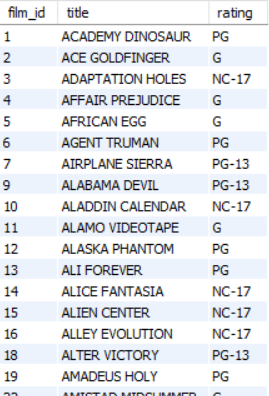 film_id title rating
1 ACADEMY DINOSAUR PG
2 ACE GOLDFINGER G
3 ADAPTATION HOLES NC-17
4 AFFAIR PREJUDICE G
5 AFRICAN EGG G
6 AGENT TRUMAN PG
7 AIRPLANE SIERRA PG-13
9 ALABAMA DEVIL PG-13
10 ALADDIN CALENDAR NC-17
11 ALAMO VIDEOTAPE G
12 ALASKA PHANTOM PG
13 ALI FOREVER PG
14 ALICE FANTASIA NC-17
15 ALIEN CENTER NC-17
16 ALLEY EVOLUTION NC-17
18 ALTER VICTORY PG-13
19 AMADEUS HOLY PG
22 AMISTAD MIDSUMMER G